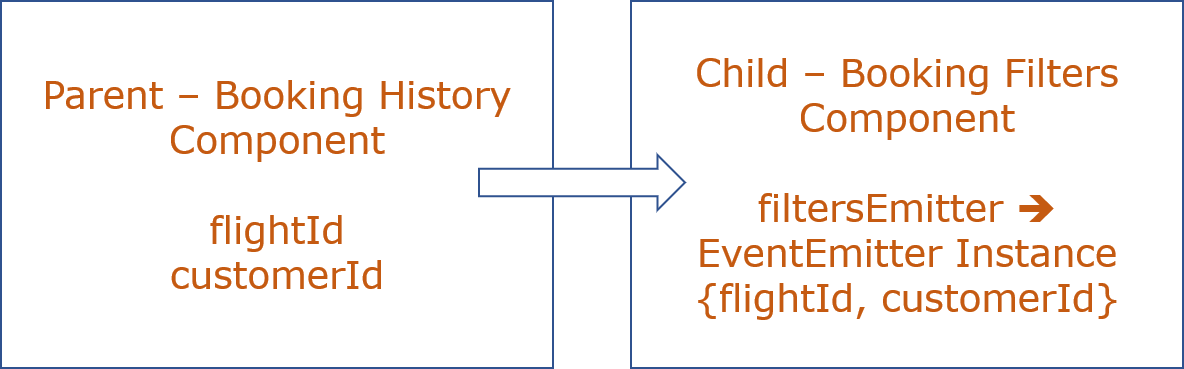 Parent – Booking History
Component
flightId
customerId
Child – Booking Filters
Component
filtersEmitter ➔
EventEmitter Instance
{flightId, customerId}